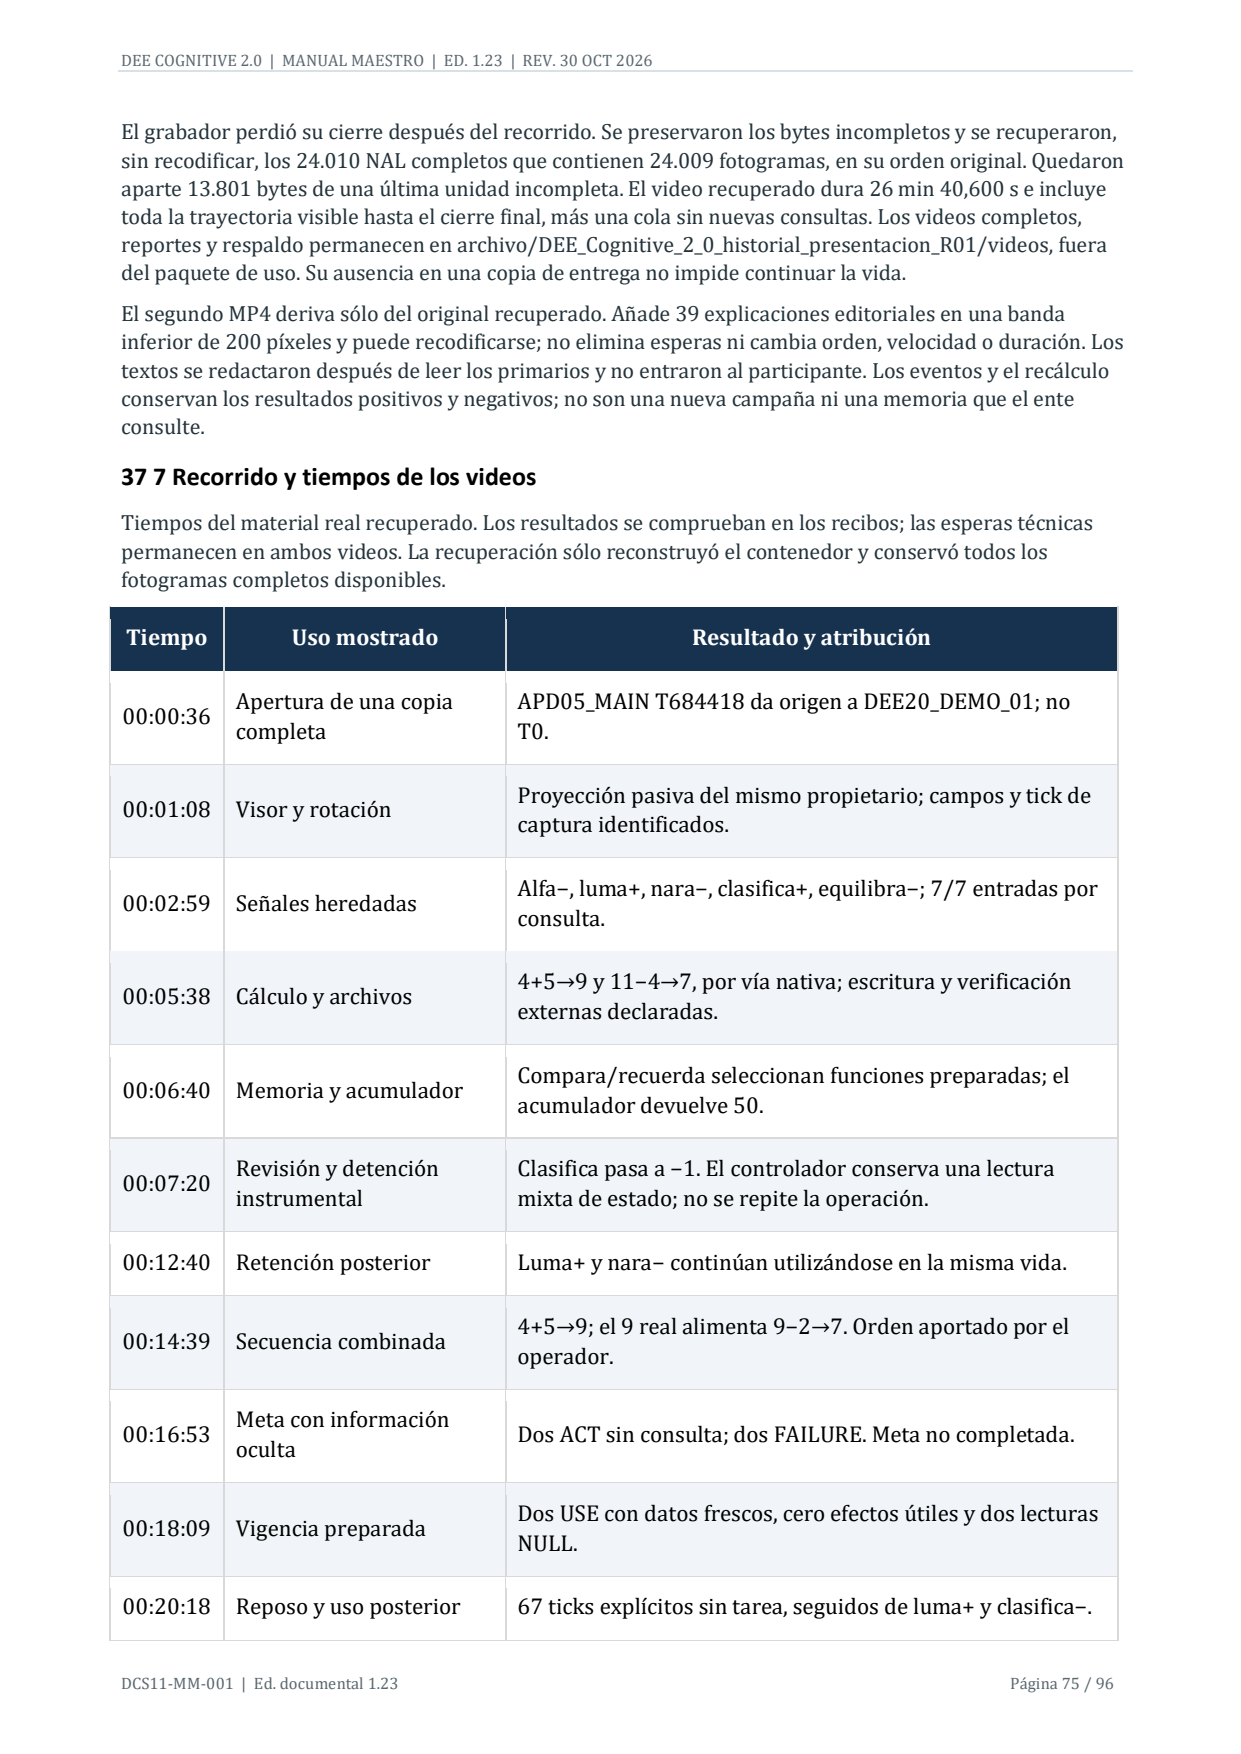 DEE COGNITIVE 2.0 | MANUAL MAESTRO | ED. 1.23 | REV. 30 OCT 2026
El grabador perdió su cierre después del recorrido. Se preservaron los bytes incompletos y se recuperaron,
sin recodificar, los 24.010 NAL completos que contienen 24.009 fotogramas, en su orden original. Quedaron
aparte 13.801 bytes de una última unidad incompleta. El video recuperado dura 26 min 40,600 s e incluye
toda la trayectoria visible hasta el cierre final, más una cola sin nuevas consultas. Los videos completos,
reportes y respaldo permanecen en archivo/DEE_Cognitive_2_0_historial_presentacion_R01/videos, fuera
del paquete de uso. Su ausencia en una copia de entrega no impide continuar la vida.
El segundo MP4 deriva sólo del original recuperado. Añade 39 explicaciones editoriales en una banda
inferior de 200 píxeles y puede recodificarse; no elimina esperas ni cambia orden, velocidad o duración. Los
textos se redactaron después de leer los primarios y no entraron al participante. Los eventos y el recálculo
conservan los resultados positivos y negativos; no son una nueva campaña ni una memoria que el ente
consulte.
37 7 Recorrido y tiempos de los videos
Tiempos del material real recuperado. Los resultados se comprueban en los recibos; las esperas técnicas
permanecen en ambos videos. La recuperación sólo reconstruyó el contenedor y conservó todos los
fotogramas completos disponibles.
Tiempo Uso mostrado Resultado y atribución
00:00:36 Apertura de una copia completa APD05_MAIN T684418 da origen a DEE20_DEMO_01; no T0.
00:01:08 Visor y rotación Proyección pasiva del mismo propietario; campos y tick de captura identificados.
00:02:59 Señales heredadas Alfa−, luma+, nara−, clasifica+, equilibra−; 7/7 entradas por consulta.
00:05:38 Cálculo y archivos 4+5→9 y 11−4→7, por vía nativa; escritura y verificación externas declaradas.
00:06:40 Memoria y acumulador Compara/recuerda seleccionan funciones preparadas; el acumulador devuelve 50.
00:07:20 Revisión y detención instrumental Clasifica pasa a −1. El controlador conserva una lectura mixta de estado; no se repite la operación.
00:12:40 Retención posterior Luma+ y nara− continúan utilizándose en la misma vida.
00:14:39 Secuencia combinada 4+5→9; el 9 real alimenta 9−2→7. Orden aportado por el operador.
00:16:53 Meta con información oculta Dos ACT sin consulta; dos FAILURE. Meta no completada.
00:18:09 Vigencia preparada Dos USE con datos frescos, cero efectos útiles y dos lecturas NULL.
00:20:18 Reposo y uso posterior 67 ticks explícitos sin tarea, seguidos de luma+ y clasifica−.
DCS11-MM-001 | Ed. documental 1.23
Página 75 / 96